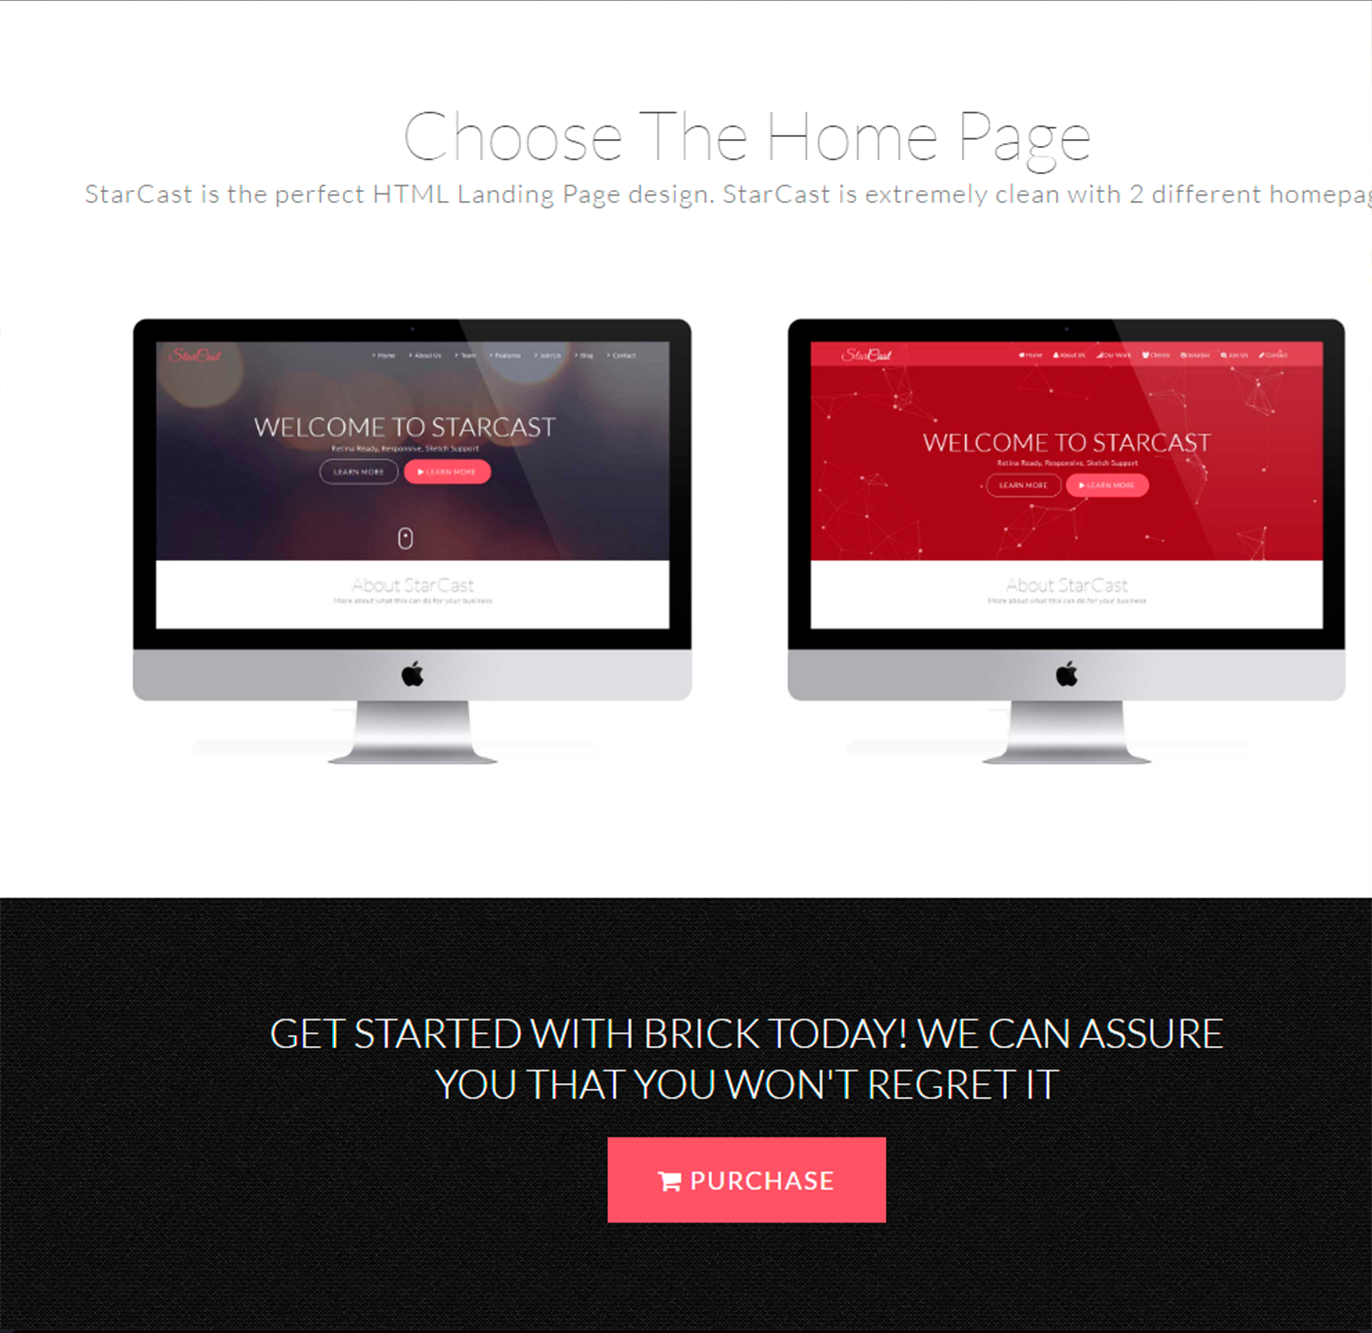 Choose The Home Page
StarCast is the perfect HTML Landing Page design. StarCast is extremely clean with 2 different homepag
StarCast
Home About Us Team Features Join Us Blog Contact
WELCOME TO STARCAST
Retina Ready, Responsive, Sketch Support
LEARN MORE LEARN MORE
About StarCast
More about what this can do for your business
StarCast
Home About Us Our Work Clients Solution Join Us Contact
WELCOME TO STARCAST
Retina Ready, Responsive, Sketch Support
LEARN MORE LEARN MORE
About StarCast
More about what this can do for your business
GET STARTED WITH BRICK TODAY! WE CAN ASSURE
YOU THAT YOU WON'T REGRET IT
PURCHASE